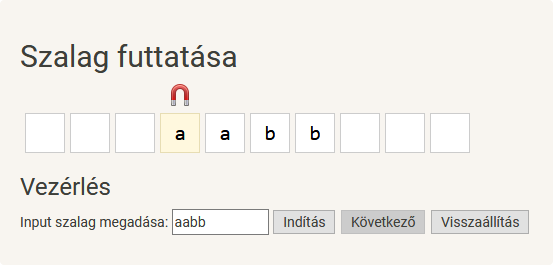 Szalag futtatása
a a b b
Vezérlés
Input szalag megadása: aabb Indítás Következő Visszaállítás